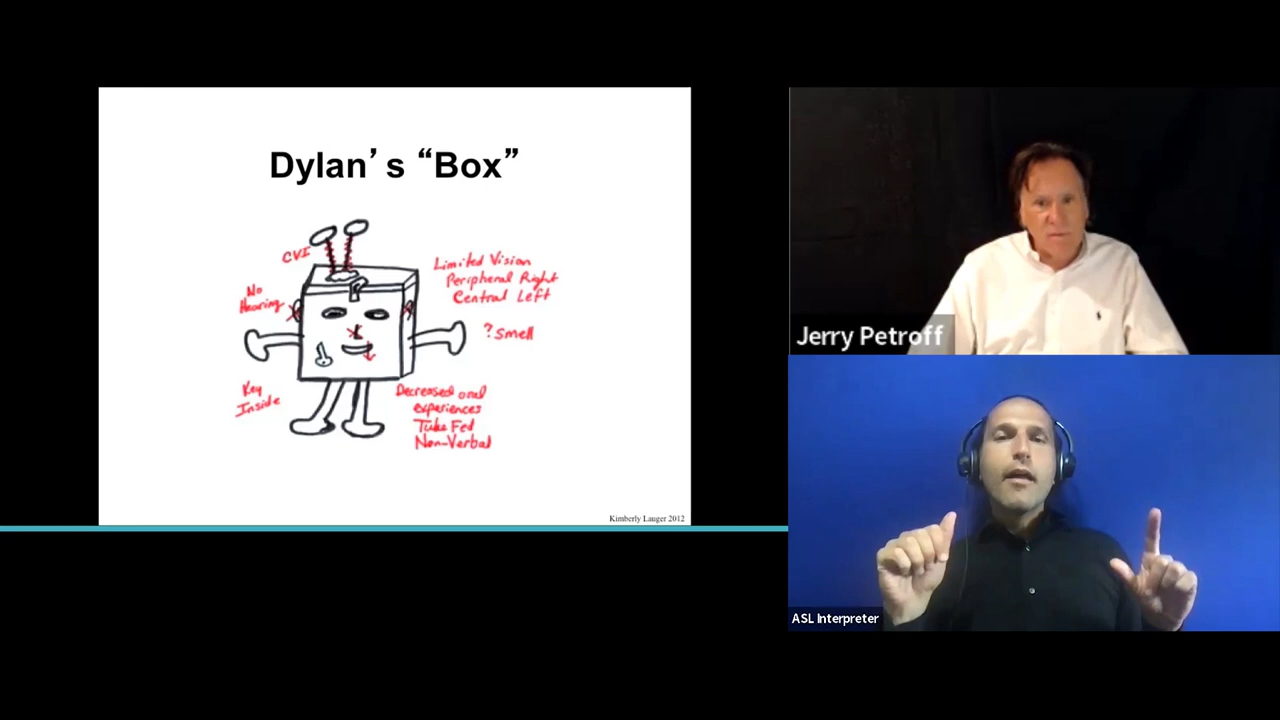 Dylan’s “Box”
CVI
Limited Vision
Peripheral Right
Central Left
No
Hearing
? Smell
Key
Inside
Decreased oral
experiences
Tube Fed
Non-Verbal
Kimberly Lauger 2012
Jerry Petroff
ASL Interpreter